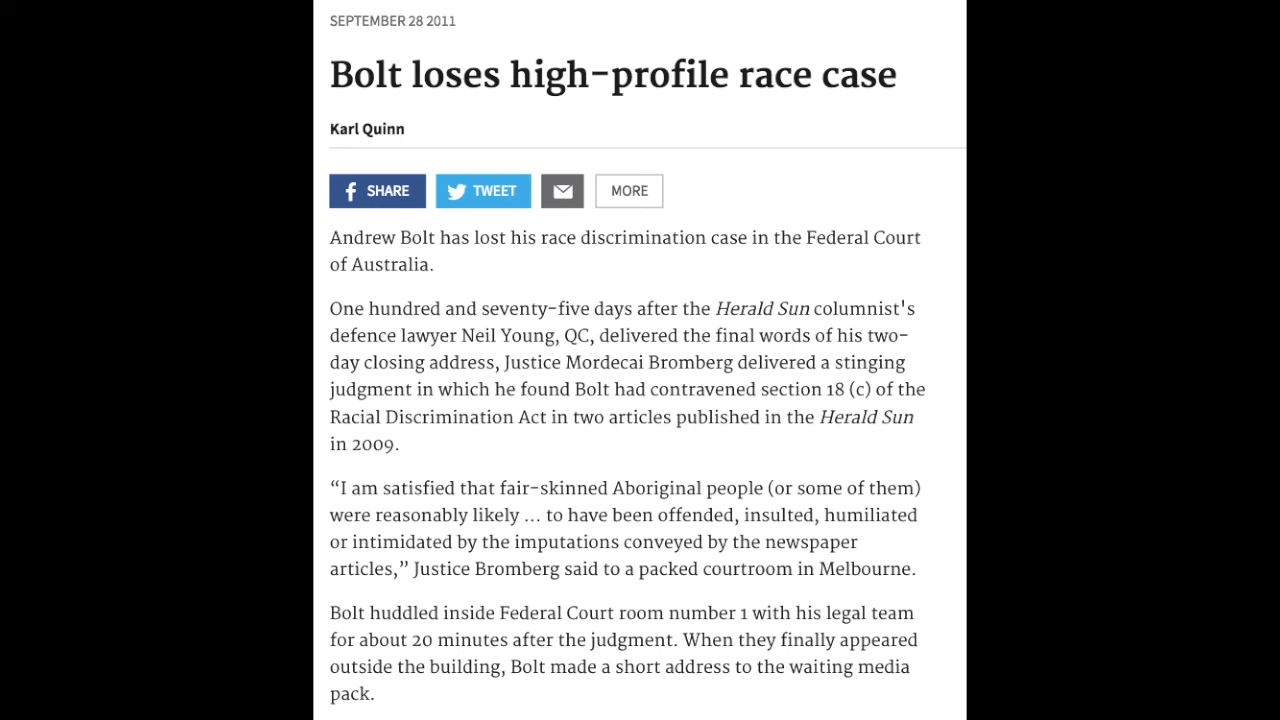 SEPTEMBER 28 2011
Bolt loses high-profile race case
Karl Quinn
SHARE TWEET MORE
Andrew Bolt has lost his race discrimination case in the Federal Court
of Australia.
One hundred and seventy-five days after the Herald Sun columnist's
defence lawyer Neil Young, QC, delivered the final words of his two-
day closing address, Justice Mordecai Bromberg delivered a stinging
judgment in which he found Bolt had contravened section 18 (c) of the
Racial Discrimination Act in two articles published in the Herald Sun
in 2009.
“I am satisfied that fair-skinned Aboriginal people (or some of them)
were reasonably likely ... to have been offended, insulted, humiliated
or intimidated by the imputations conveyed by the newspaper
articles,” Justice Bromberg said to a packed courtroom in Melbourne.
Bolt huddled inside Federal Court room number 1 with his legal team
for about 20 minutes after the judgment. When they finally appeared
outside the building, Bolt made a short address to the waiting media
pack.